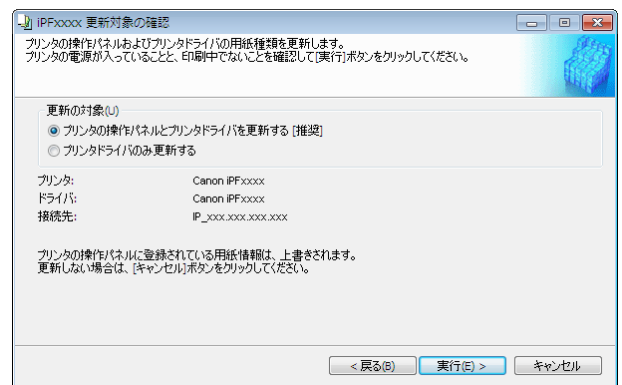 iPFxxxx 更新対象の確認
プリンタの操作パネルおよびプリンタドライバの用紙種類を更新します。
プリンタの電源が入っていることと、印刷中でないことを確認して[実行]ボタンをクリックしてください。
更新の対象(U)
プリンタの操作パネルとプリンタドライバを更新する [推奨]
プリンタドライバのみ更新する
プリンタ: Canon iPFxxxx
ドライバ: Canon iPFxxxx
接続先: IP_xxx.xxx.xxx.xxx
プリンタの操作パネルに登録されている用紙情報は、上書きされます。
更新しない場合は、[キャンセル]ボタンをクリックしてください。
< 戻る(B) 実行(E) > キャンセル